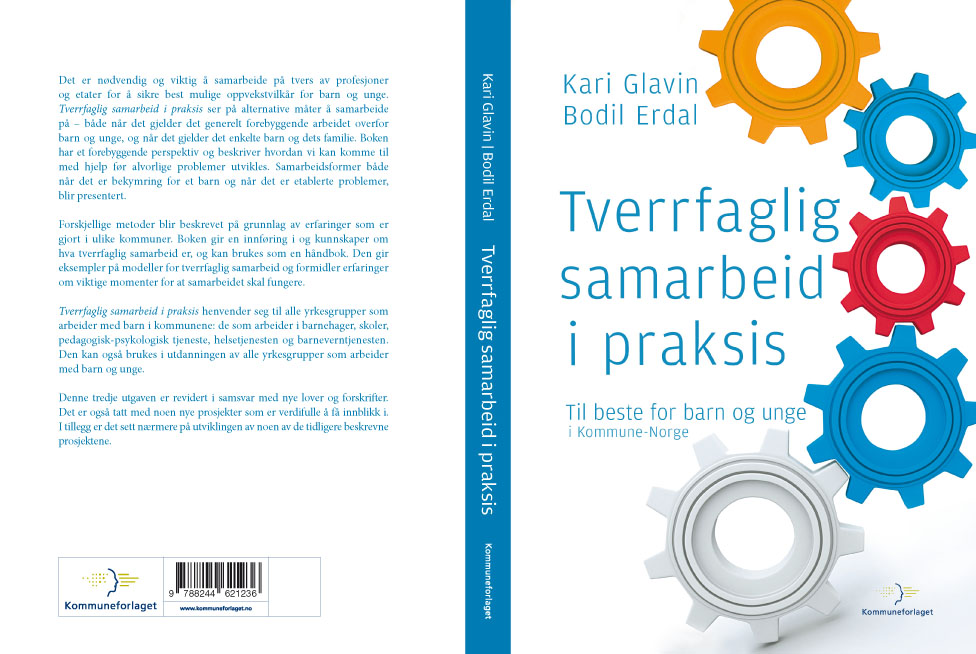 Det er nødvendig og viktig å samarbeide på tvers av profesjoner
og etater for å sikre best mulige oppvekstvilkår for barn og unge.
Tverrfaglig samarbeid i praksis ser på alternative måter å samarbeide
på – både når det gjelder det generelt forebyggende arbeidet overfor
barn og unge, og når det gjelder det enkelte barn og dets familie. Boken
har et forebyggende perspektiv og beskriver hvordan vi kan komme til
med hjelp før alvorlige problemer utvikles. Samarbeidsformer både
når det er bekymring for et barn og når det er etablerte problemer,
blir presentert.
Forskjellige metoder blir beskrevet på grunnlag av erfaringer som er
gjort i ulike kommuner. Boken gir en innføring i og kunnskaper om
hva tverrfaglig samarbeid er, og kan brukes som en håndbok. Den gir
eksempler på modeller for tverrfaglig samarbeid og formidler erfaringer
om viktige momenter for at samarbeidet skal fungere.
Tverrfaglig samarbeid i praksis henvender seg til alle yrkesgrupper som
arbeider med barn i kommunene: de som arbeider i barnehager, skoler,
pedagogisk-psykologisk tjeneste, helsetjenesten og barneverntjenesten.
Den kan også brukes i utdanningen av alle yrkesgrupper som arbeider
med barn og unge.
Denne tredje utgaven er revidert i samsvar med nye lover og forskrifter.
Det er også tatt med noen nye prosjekter som er verdifulle å få innblikk i.
I tillegg er det sett nærmere på utviklingen av noen av de tidligere beskrevne
prosjektene.
Kommuneforlaget
9 788244 621236
www.kommuneforlaget.no
Kari Glavin | Bodil Erdal Tverrfaglig samarbeid i praksis Kommuneforlaget
Kari Glavin
Bodil Erdal
Tverrfaglig
samarbeid
i praksis
Til beste for barn og unge
i Kommune-Norge
Kommuneforlaget